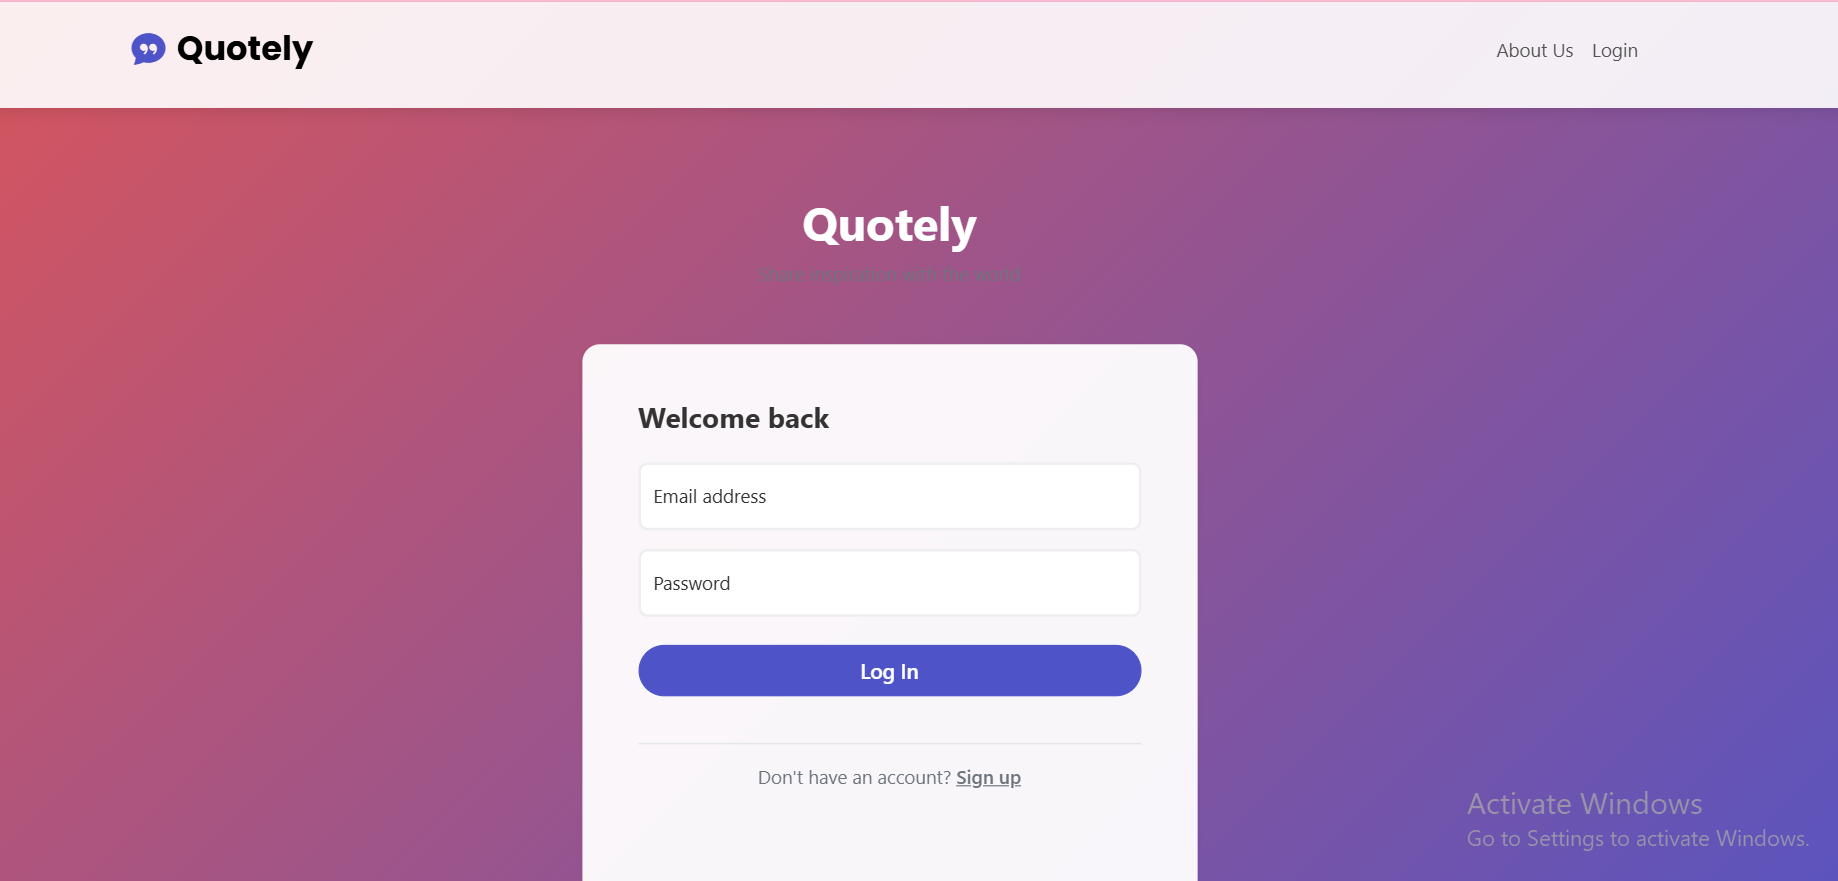 Quotely
About Us Login
Quotely
Share inspiration with the world
Welcome back
Email address
Password
Log In
Don't have an account? Sign up
Activate Windows
Go to Settings to activate Windows.